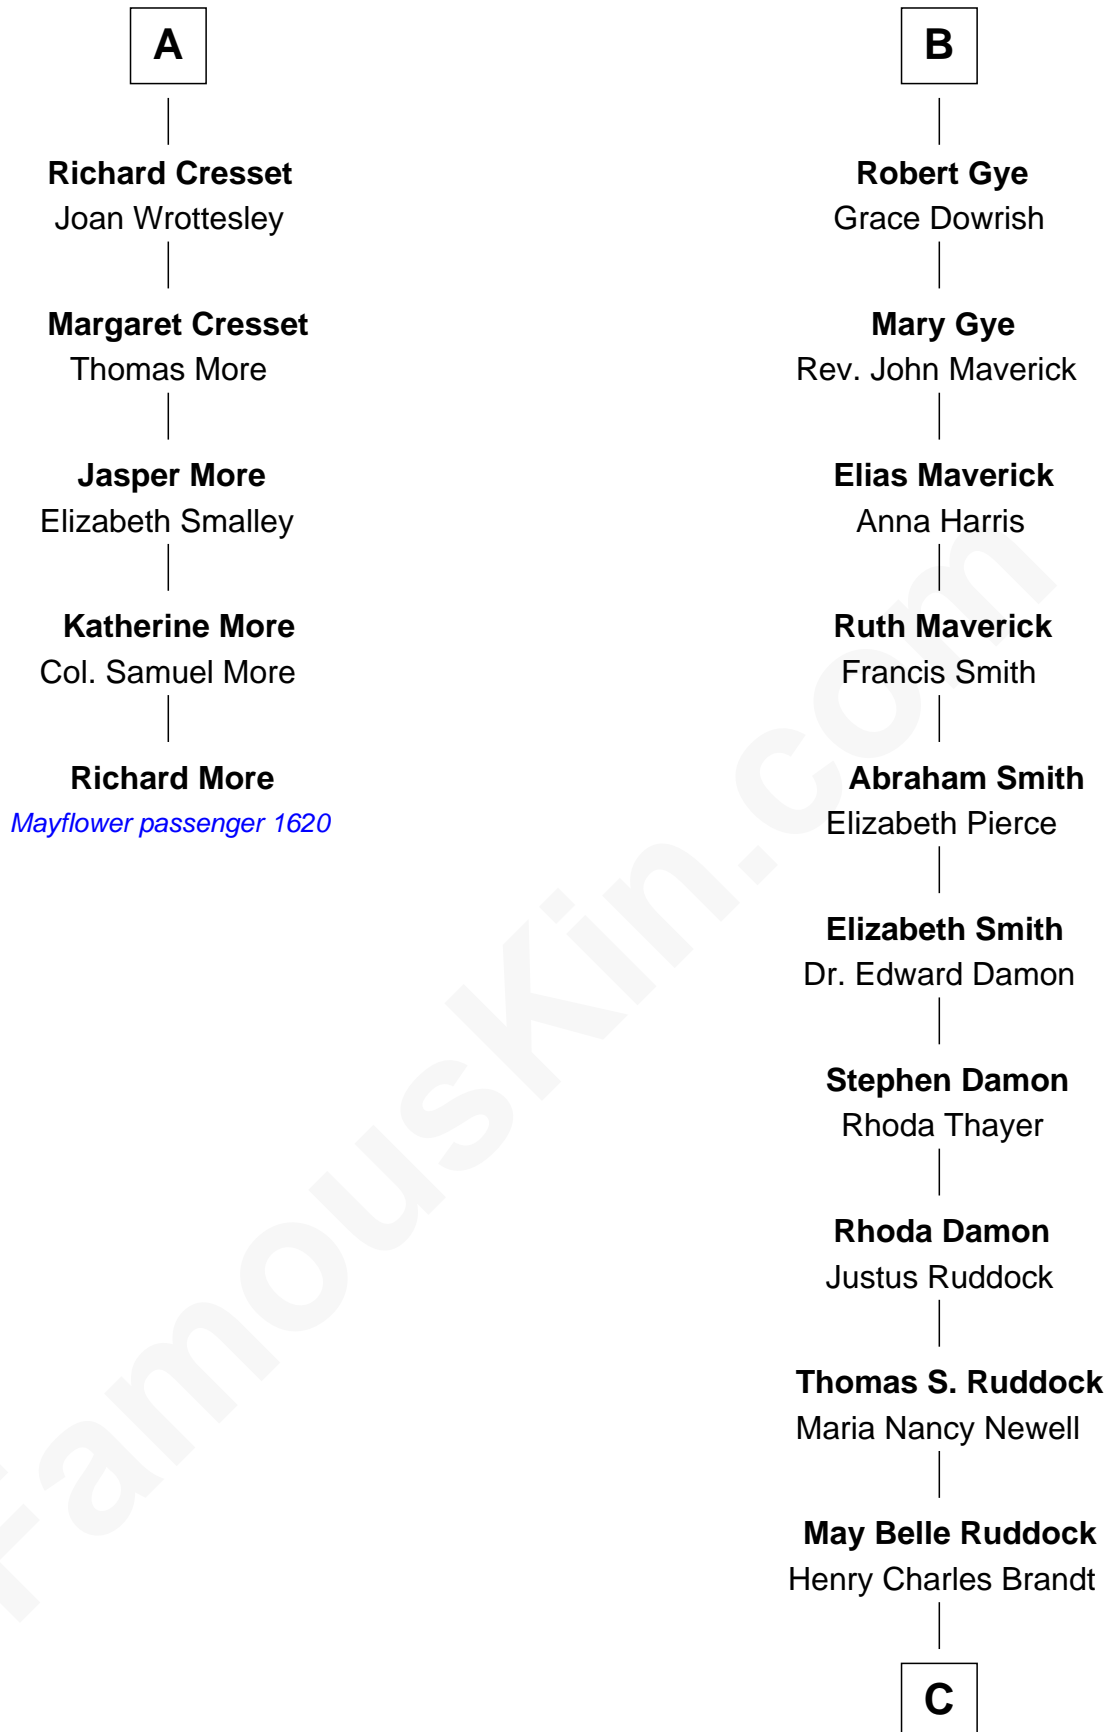 A
Richard Cresset
Joan Wrottesley
Margaret Cresset
Thomas More
Jasper More
Elizabeth Smalley
Katherine More
Col. Samuel More
Richard More
Mayflower passenger 1620
B
Robert Gye
Grace Dowrish
Mary Gye
Rev. John Maverick
Elias Maverick
Anna Harris
Ruth Maverick
Francis Smith
Abraham Smith
Elizabeth Pierce
Elizabeth Smith
Dr. Edward Damon
Stephen Damon
Rhoda Thayer
Rhoda Damon
Justus Ruddock
Thomas S. Ruddock
Maria Nancy Newell
May Belle Ruddock
Henry Charles Brandt
C
FamousKin.com